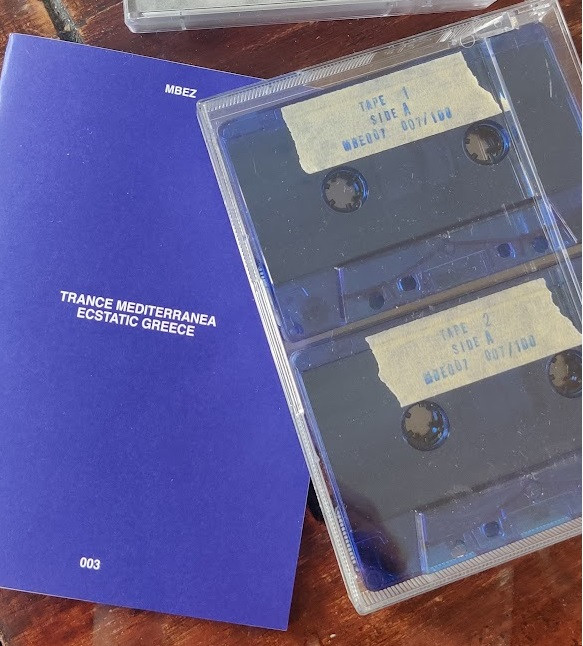 MBEZ
TRANCE MEDITERRANEA
ECSTATIC GREECE
003
TAPE 1
SIDE A
MBE007 007/100
TAPE 2
SIDE A
MBE007 007/100